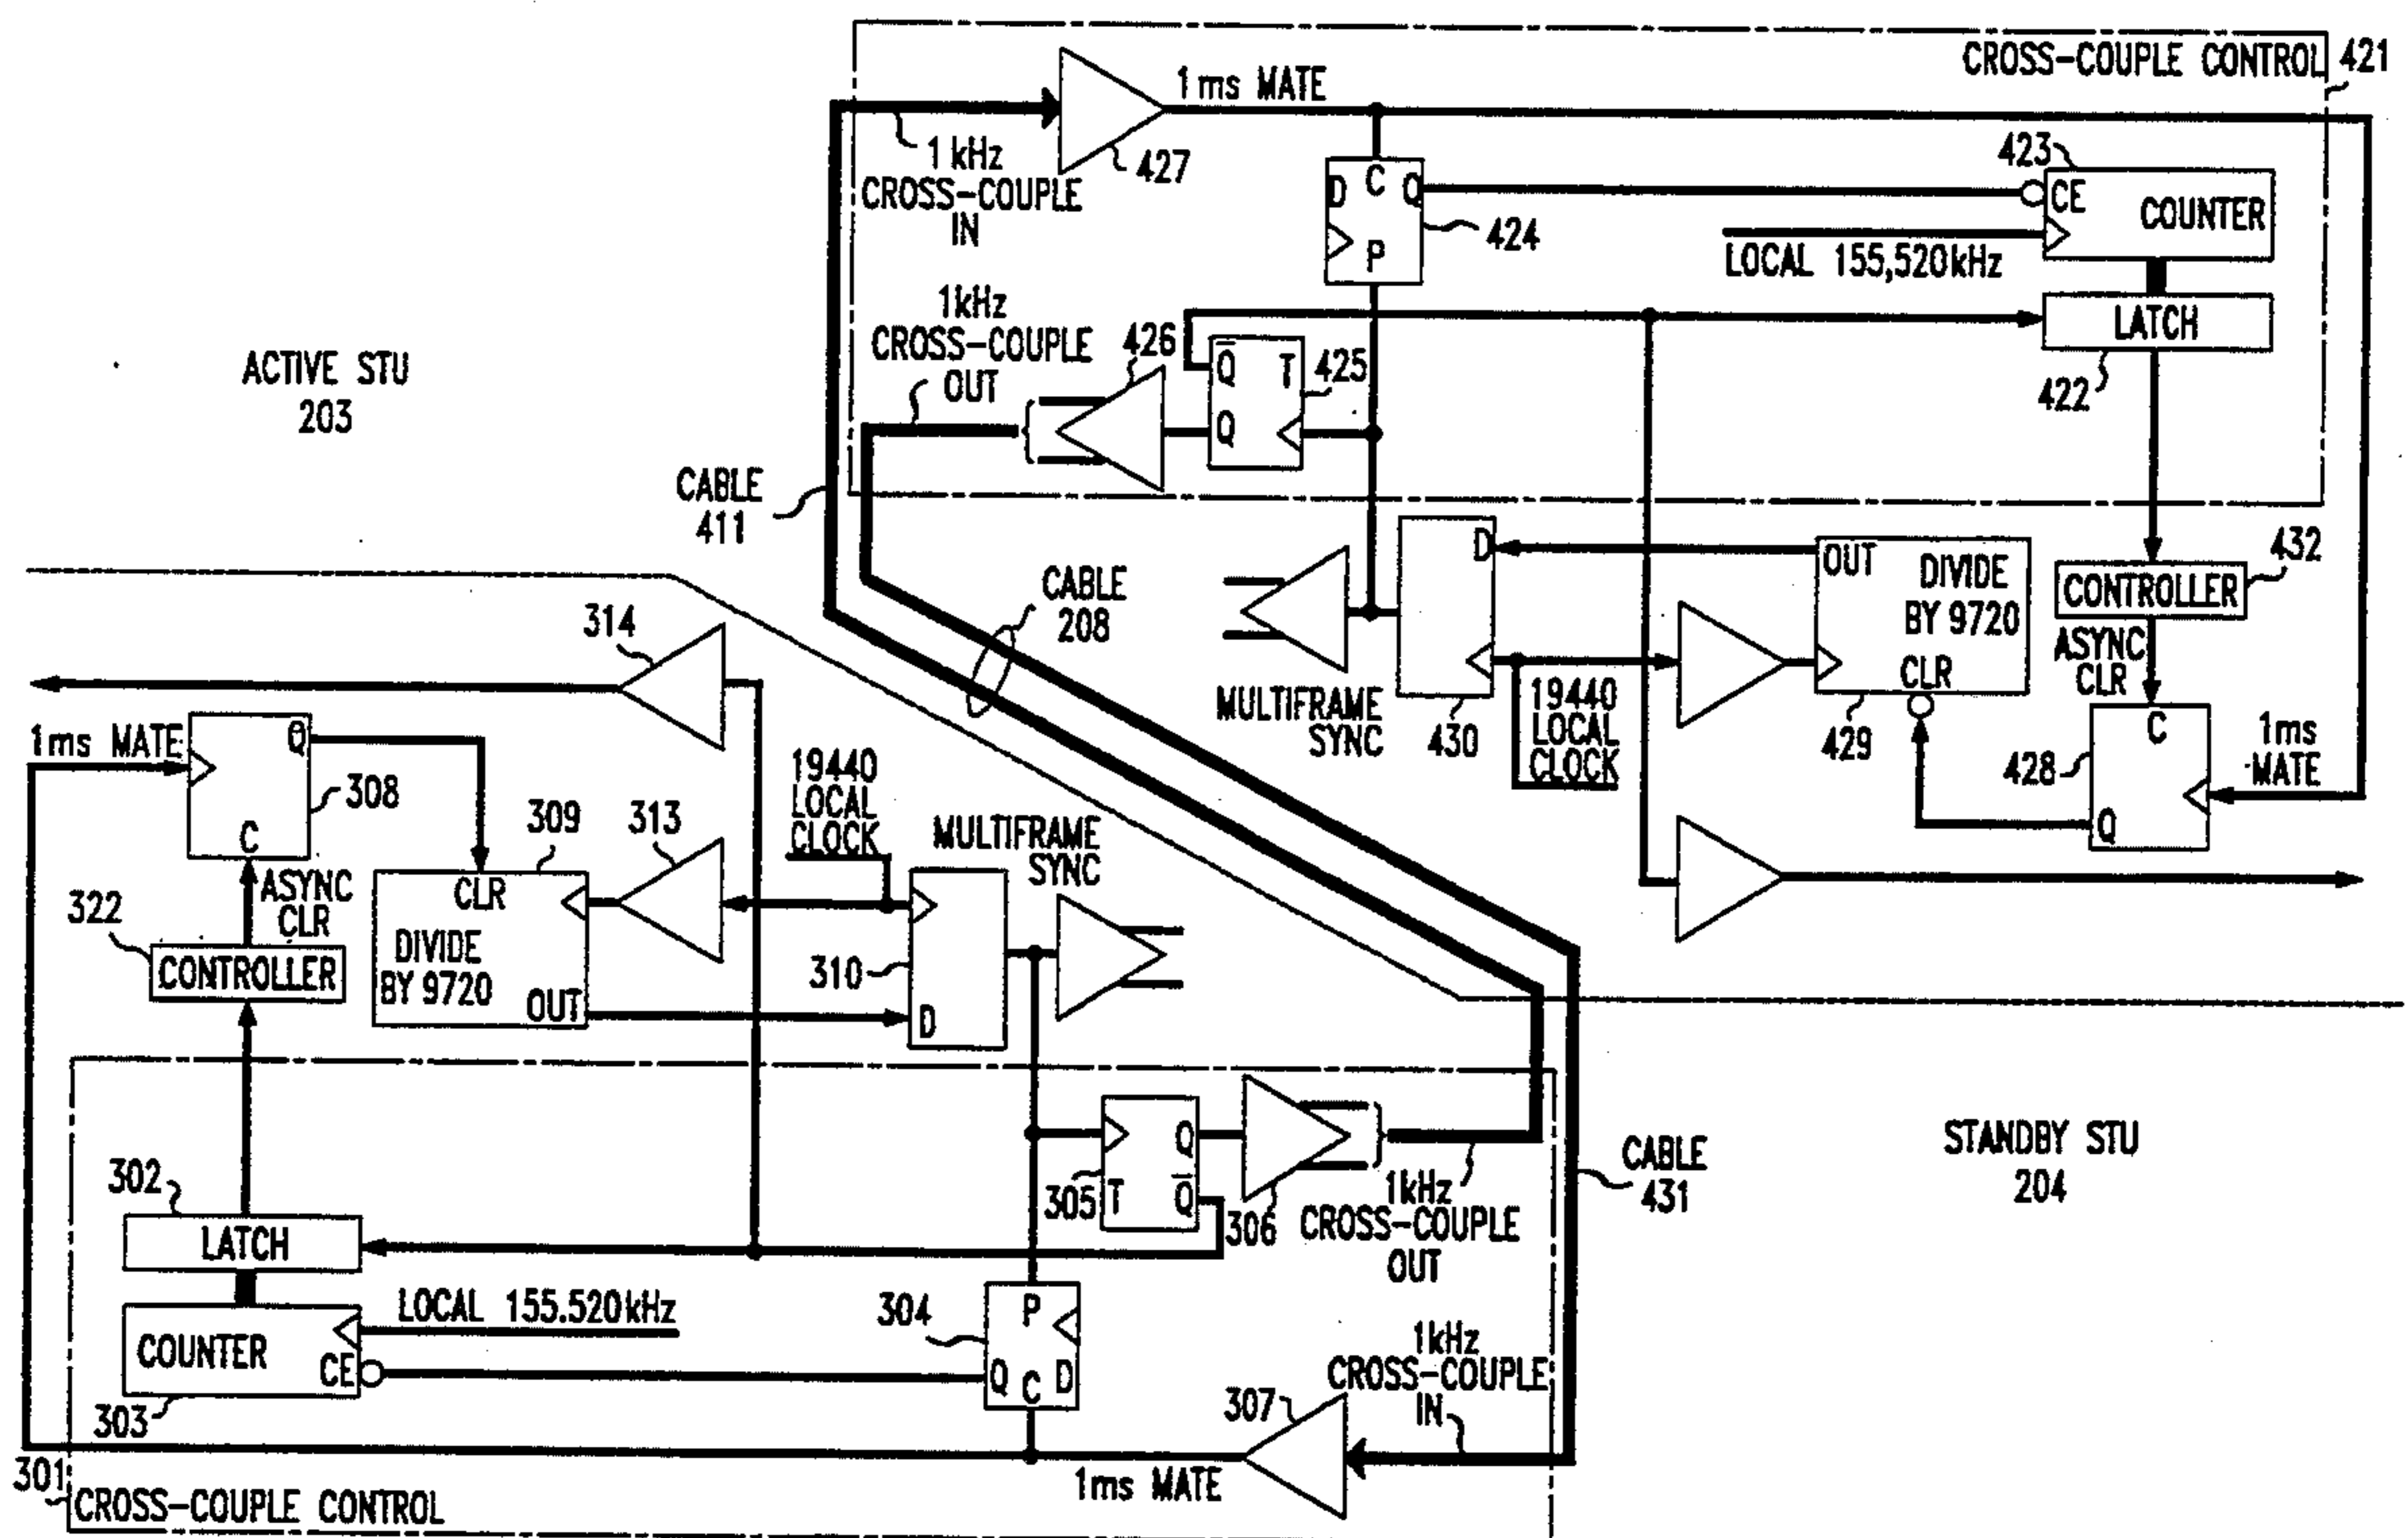 CROSS-COUPLE CONTROL
421
1ms MATE
427
1 kHz
CROSS-COUPLE
IN
D
C
Q
P
424
423
CE
COUNTER
LOCAL 155,520kHz
LATCH
422
1kHz
CROSS-COUPLE
OUT
426
Q̅
T
425
Q
ACTIVE STU
203
CABLE
411
CABLE
208
MULTIFRAME
SYNC
D
430
19440
LOCAL
CLOCK
OUT
DIVIDE
BY 9720
CLR
429
432
CONTROLLER
ASYNC
CLR
C
428
Q
1ms
MATE
314
1ms MATE
Q̅
308
C
ASYNC
CLR
322
CONTROLLER
309
CLR
DIVIDE
BY 9720
OUT
313
19440
LOCAL
CLOCK
310
D
MULTIFRAME
SYNC
302
LATCH
COUNTER
CE
303
LOCAL 155.520kHz
305
Q
T
Q̅
306
1kHz
CROSS-COUPLE
OUT
CABLE
431
STANDBY STU
204
304
P
Q
C
D
307
1kHz
CROSS-COUPLE
IN
1ms MATE
301
CROSS-COUPLE CONTROL